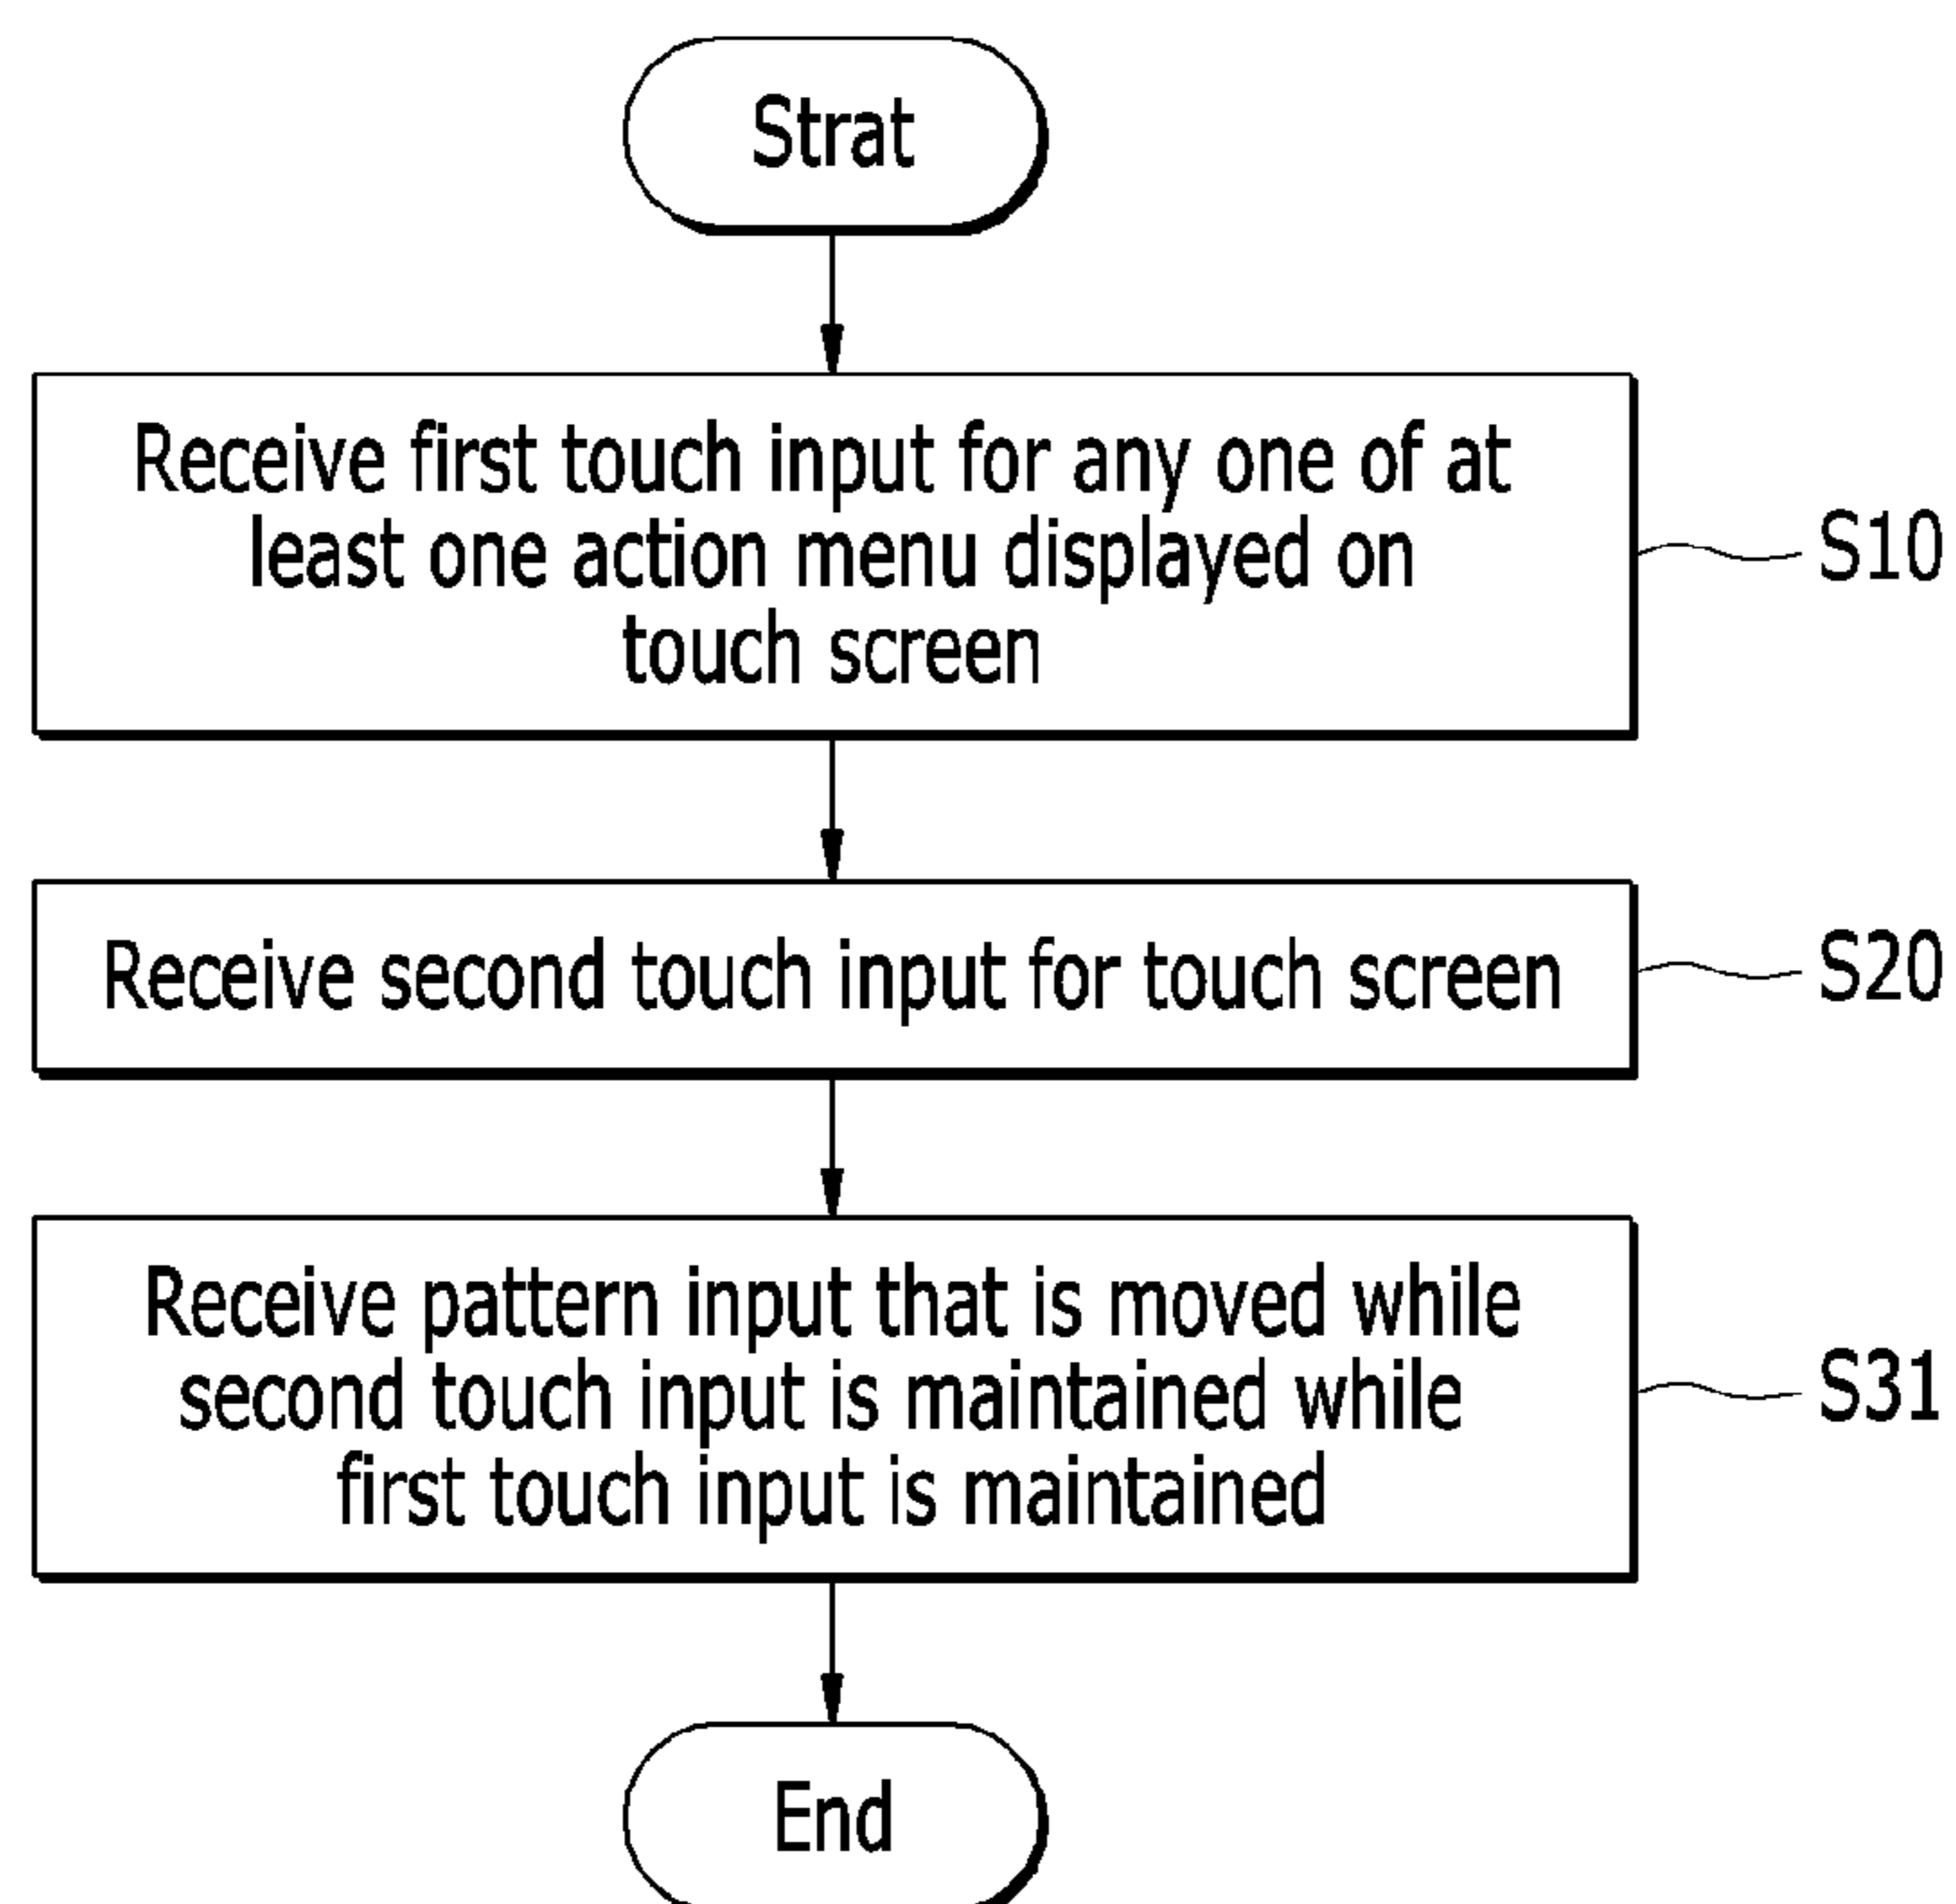 Strat
Receive first touch input for any one of at
least one action menu displayed on
touch screen
S10
Receive second touch input for touch screen
S20
Receive pattern input that is moved while
second touch input is maintained while
first touch input is maintained
S31
End